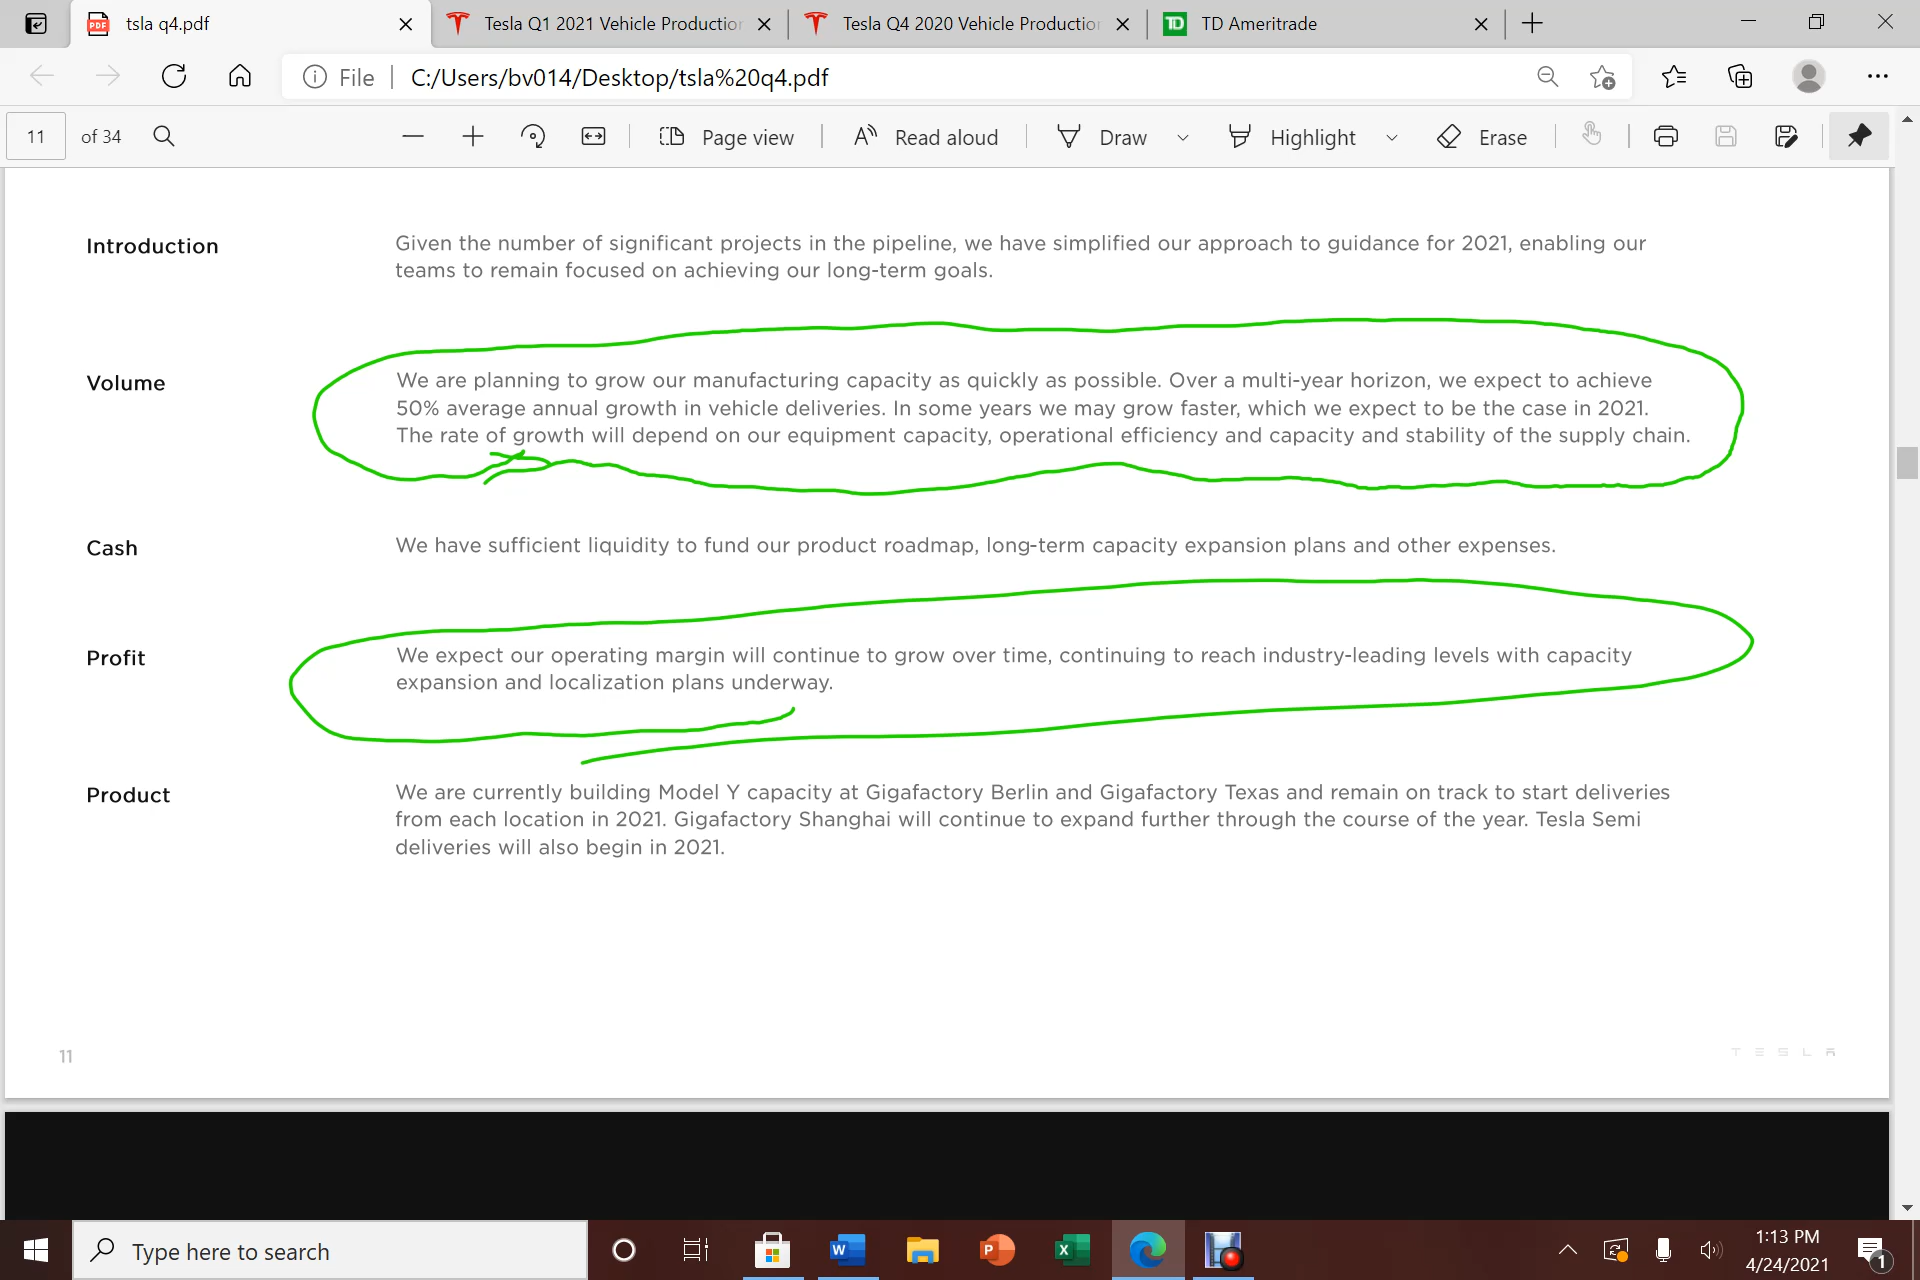 tsla q4.pdf
Tesla Q1 2021 Vehicle Production
Tesla Q4 2020 Vehicle Production
TD Ameritrade
File
C:/Users/bv014/Desktop/tsla%20q4.pdf
11 of 34
Page view
Read aloud
Draw
Highlight
Erase
Introduction
Given the number of significant projects in the pipeline, we have simplified our approach to guidance for 2021, enabling our
teams to remain focused on achieving our long-term goals.
Volume
We are planning to grow our manufacturing capacity as quickly as possible. Over a multi-year horizon, we expect to achieve
50% average annual growth in vehicle deliveries. In some years we may grow faster, which we expect to be the case in 2021.
The rate of growth will depend on our equipment capacity, operational efficiency and capacity and stability of the supply chain.
Cash
We have sufficient liquidity to fund our product roadmap, long-term capacity expansion plans and other expenses.
Profit
We expect our operating margin will continue to grow over time, continuing to reach industry-leading levels with capacity
expansion and localization plans underway.
Product
We are currently building Model Y capacity at Gigafactory Berlin and Gigafactory Texas and remain on track to start deliveries
from each location in 2021. Gigafactory Shanghai will continue to expand further through the course of the year. Tesla Semi
deliveries will also begin in 2021.
11
TESLA
Type here to search
1:13 PM
4/24/2021
1